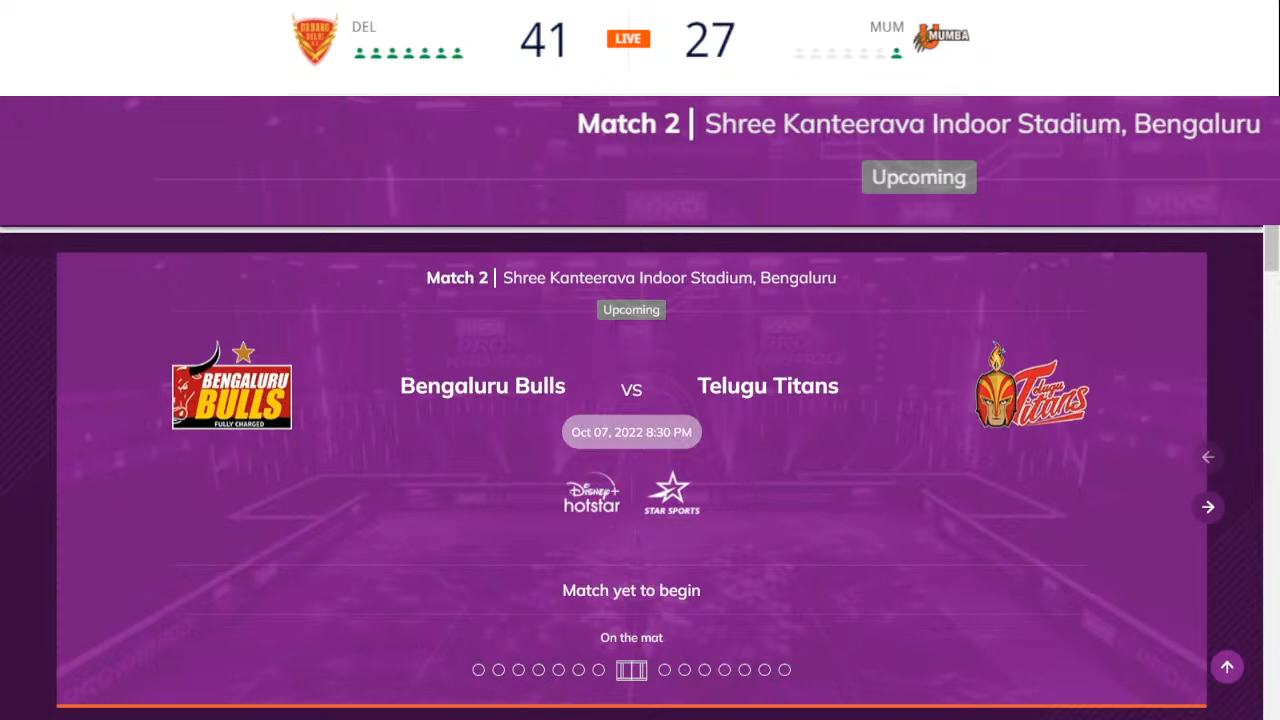 DEL
41
LIVE
27
MUM
DABANG
DELHI
U
MUMBA
Match 2 | Shree Kanteerava Indoor Stadium, Bengaluru
Upcoming
Match 2 | Shree Kanteerava Indoor Stadium, Bengaluru
Upcoming
BENGALURU
BULLS
FULLY CHARGED
Bengaluru Bulls
VS
Telugu Titans
Telugu
Titans
Oct 07, 2022 8:30 PM
Disney+
hotstar
STAR SPORTS
Match yet to begin
On the mat